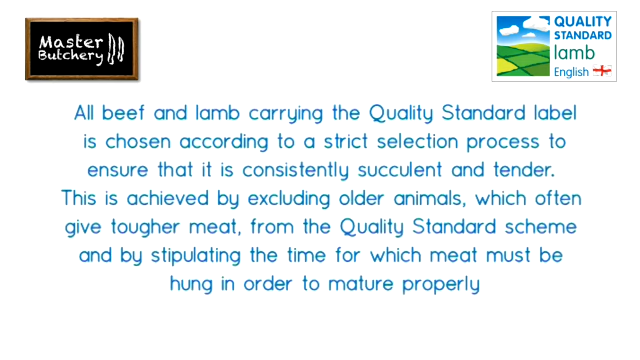 Master
Butchery
QUALITY
STANDARD
lamb
English
All beef and lamb carrying the Quality Standard label
is chosen according to a strict selection process to
ensure that it is consistently succulent and tender.
This is achieved by excluding older animals, which often
give tougher meat, from the Quality Standard scheme
and by stipulating the time for which meat must be
hung in order to mature properly